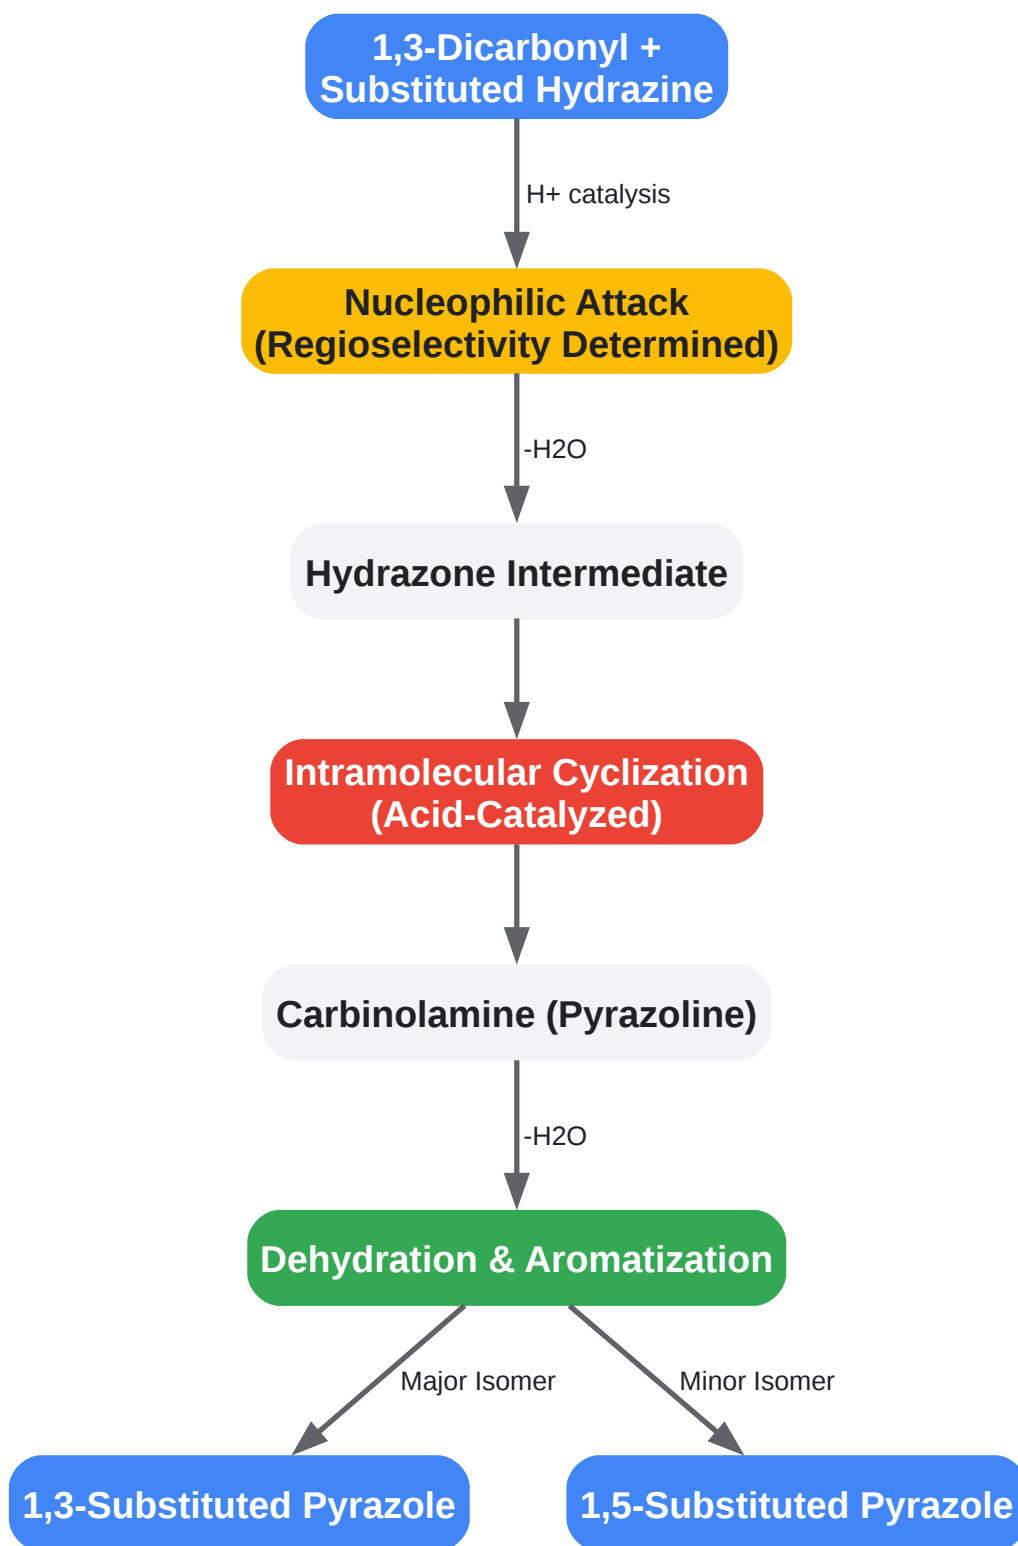 1,3-Dicarbonyl +
Substituted Hydrazine
H+ catalysis
Nucleophilic Attack
(Regioselectivity Determined)
-H2O
Hydrazone Intermediate
Intramolecular Cyclization
(Acid-Catalyzed)
Carbinolamine (Pyrazoline)
-H2O
Dehydration & Aromatization
Major Isomer
Minor Isomer
1,3-Substituted Pyrazole
1,5-Substituted Pyrazole